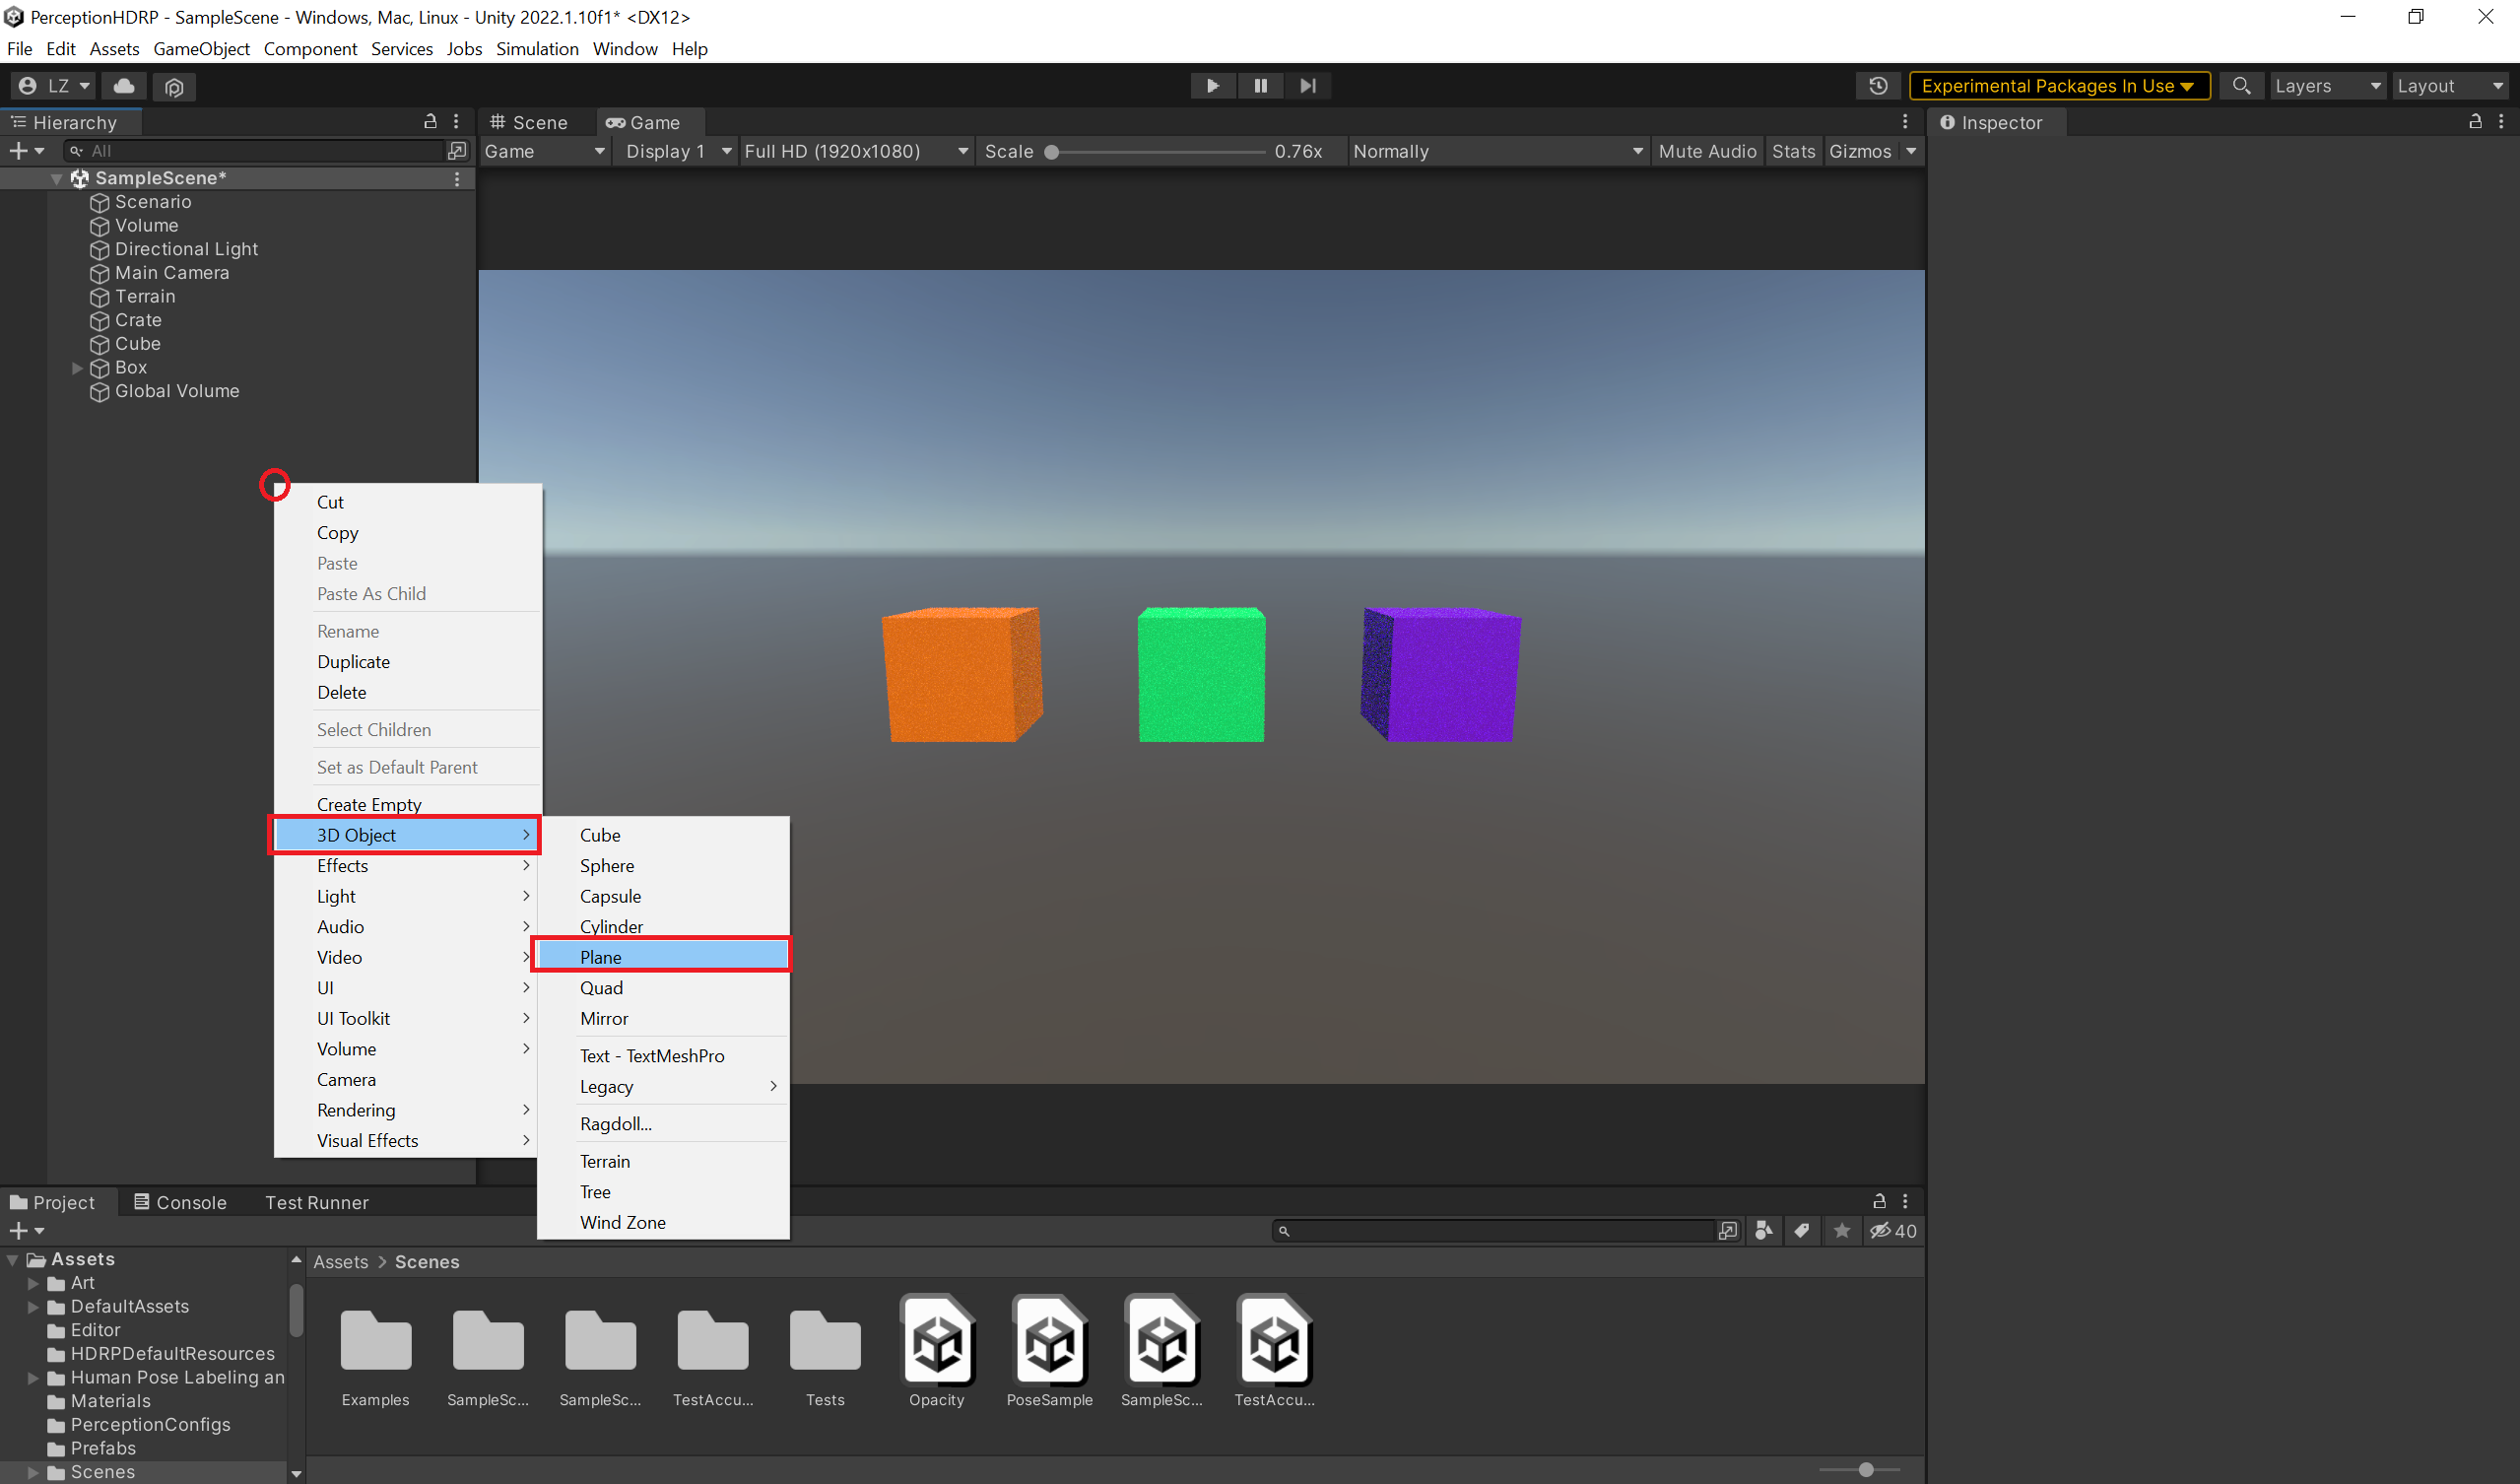 PerceptionHDRP - SampleScene - Windows, Mac, Linux - Unity 2022.1.10f1* <DX12>
File Edit Assets GameObject Component Services Jobs Simulation Window Help
LZ Experimental Packages In Use Layers Layout
Hierarchy
All
SampleScene*
Scenario
Volume
Directional Light
Main Camera
Terrain
Crate
Cube
Box
Global Volume
Scene Game
Game Display 1 Full HD (1920x1080) Scale 0.76x Normally Mute Audio Stats Gizmos
Inspector
Cut
Copy
Paste
Paste As Child
Rename
Duplicate
Delete
Select Children
Set as Default Parent
Create Empty
3D Object
Effects
Light
Audio
Video
UI
UI Toolkit
Volume
Camera
Rendering
Visual Effects
Cube
Sphere
Capsule
Cylinder
Plane
Quad
Mirror
Text - TextMeshPro
Legacy
Ragdoll...
Terrain
Tree
Wind Zone
Project Console Test Runner
40
Assets
Art
DefaultAssets
Editor
HDRPDefaultResources
Human Pose Labeling an
Materials
PerceptionConfigs
Prefabs
Scenes
Assets > Scenes
Examples SampleSc... SampleSc... TestAccu... Tests Opacity PoseSample SampleSc... TestAccu...